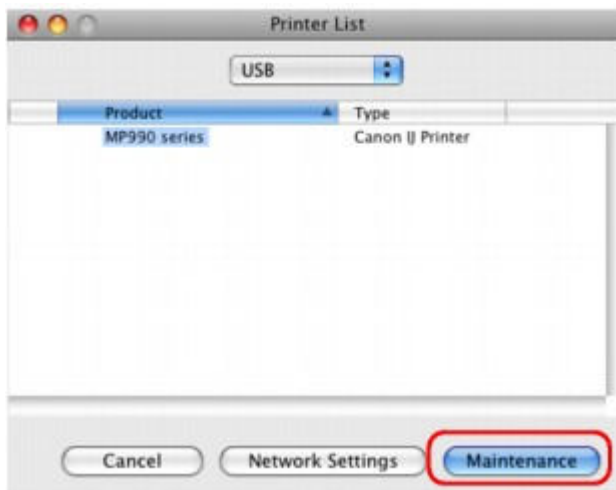 Printer List
USB
Product Type
MP990 series Canon IJ Printer
Cancel Network Settings Maintenance